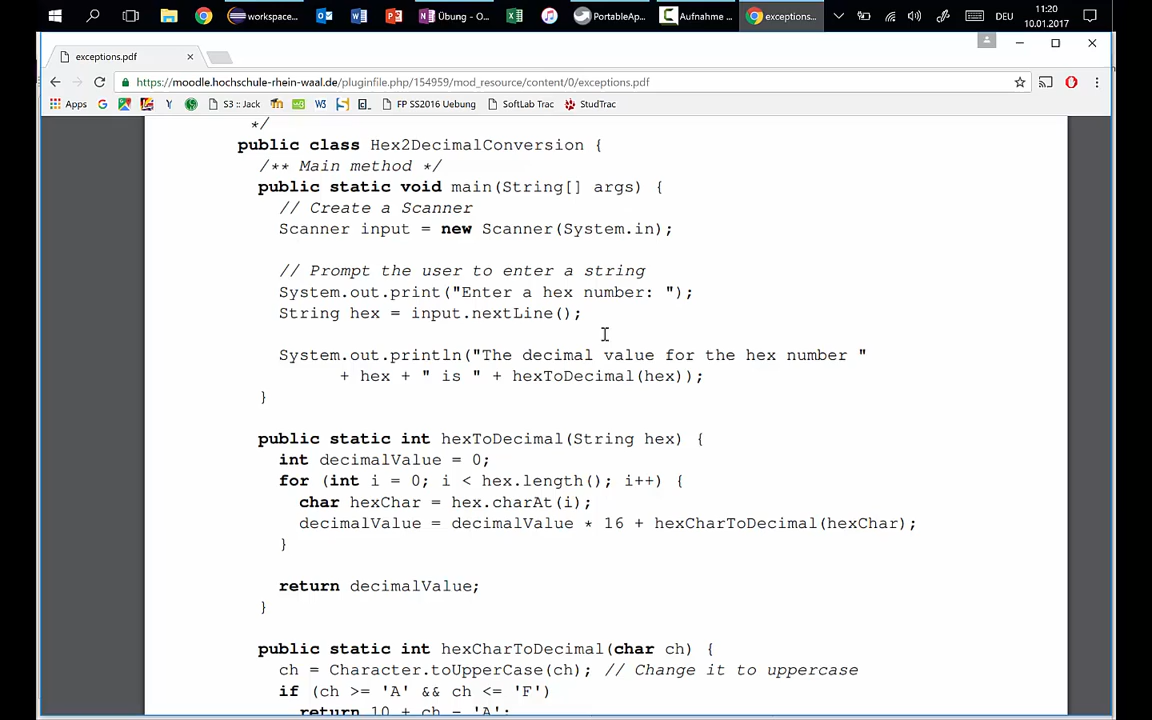 workspace...
Übung - O...
PortableAp...
Aufnahme ...
exceptions...
DEU
11:20
10.01.2017
exceptions.pdf
https://moodle.hochschule-rhein-waal.de/pluginfile.php/154959/mod_resource/content/0/exceptions.pdf
Apps
S3 :: Jack
FP SS2016 Uebung
SoftLab Trac
StudTrac
*/
public class Hex2DecimalConversion {
/** Main method */
public static void main(String[] args) {
// Create a Scanner
Scanner input = new Scanner(System.in);
// Prompt the user to enter a string
System.out.print("Enter a hex number: ");
String hex = input.nextLine();
System.out.println("The decimal value for the hex number "
+ hex + " is " + hexToDecimal(hex));
}
public static int hexToDecimal(String hex) {
int decimalValue = 0;
for (int i = 0; i < hex.length(); i++) {
char hexChar = hex.charAt(i);
decimalValue = decimalValue * 16 + hexCharToDecimal(hexChar);
}
return decimalValue;
}
public static int hexCharToDecimal(char ch) {
ch = Character.toUpperCase(ch); // Change it to uppercase
if (ch >= 'A' && ch <= 'F')
return 10 + ch - 'A';